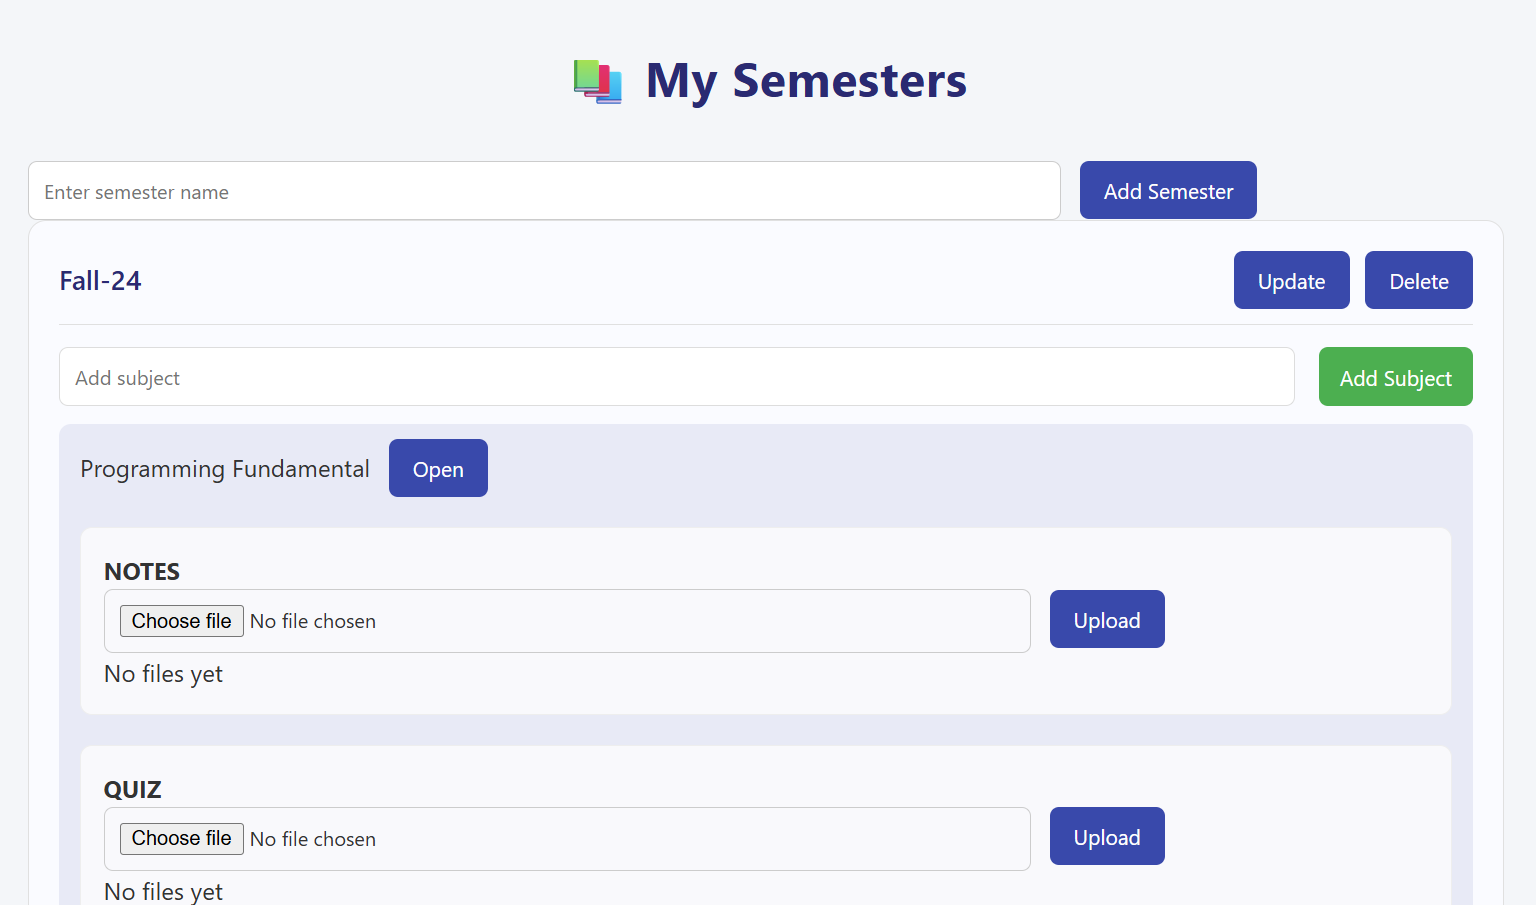 My Semesters
Enter semester name
Add Semester
Fall-24
Update
Delete
Add subject
Add Subject
Programming Fundamental
Open
NOTES
Choose file No file chosen
Upload
No files yet
QUIZ
Choose file No file chosen
Upload
No files yet